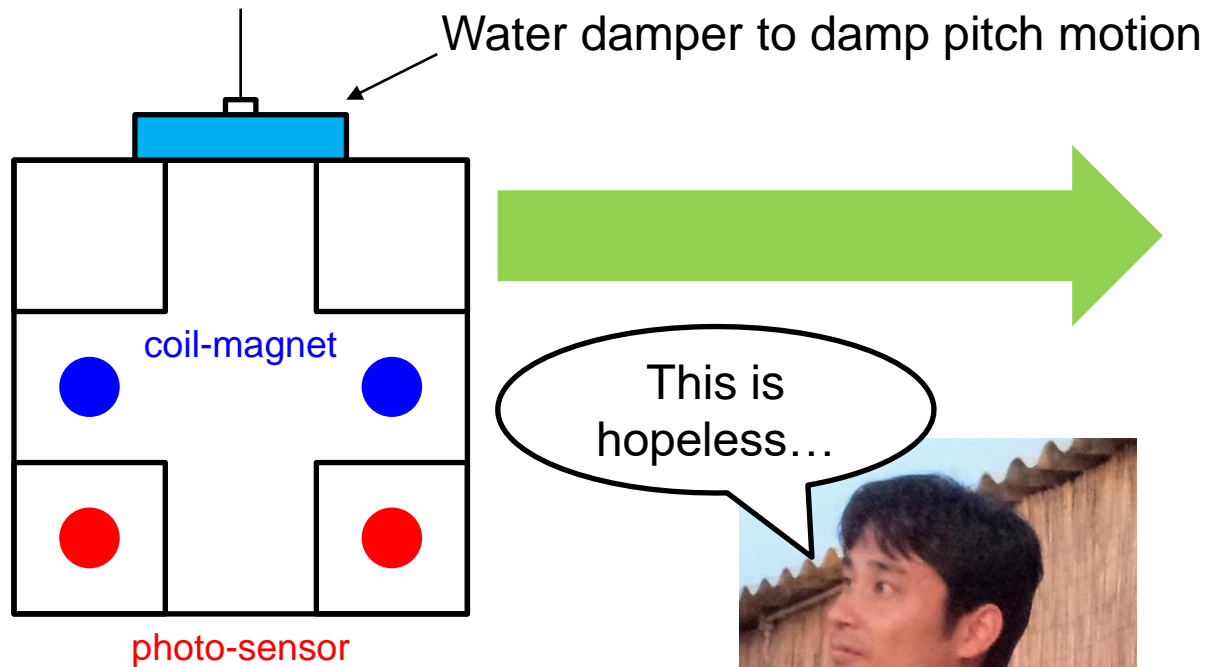 Water damper to damp pitch motion
coil-magnet
This is
hopeless…
photo-sensor